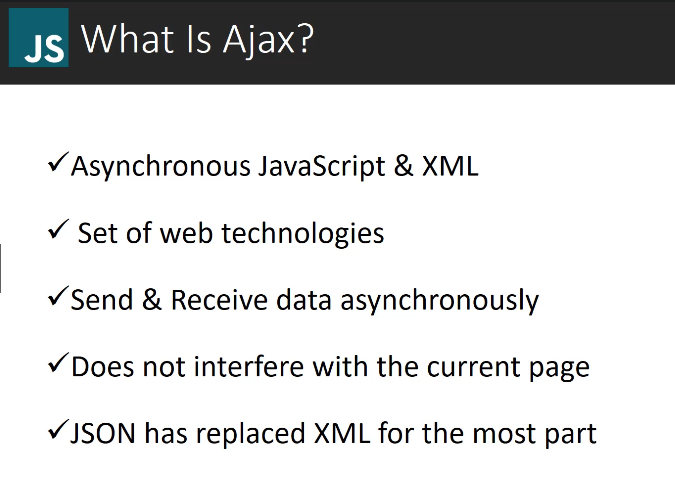 JS What Is Ajax?
✓Asynchronous JavaScript & XML
✓ Set of web technologies
✓Send & Receive data asynchronously
✓Does not interfere with the current page
✓JSON has replaced XML for the most part